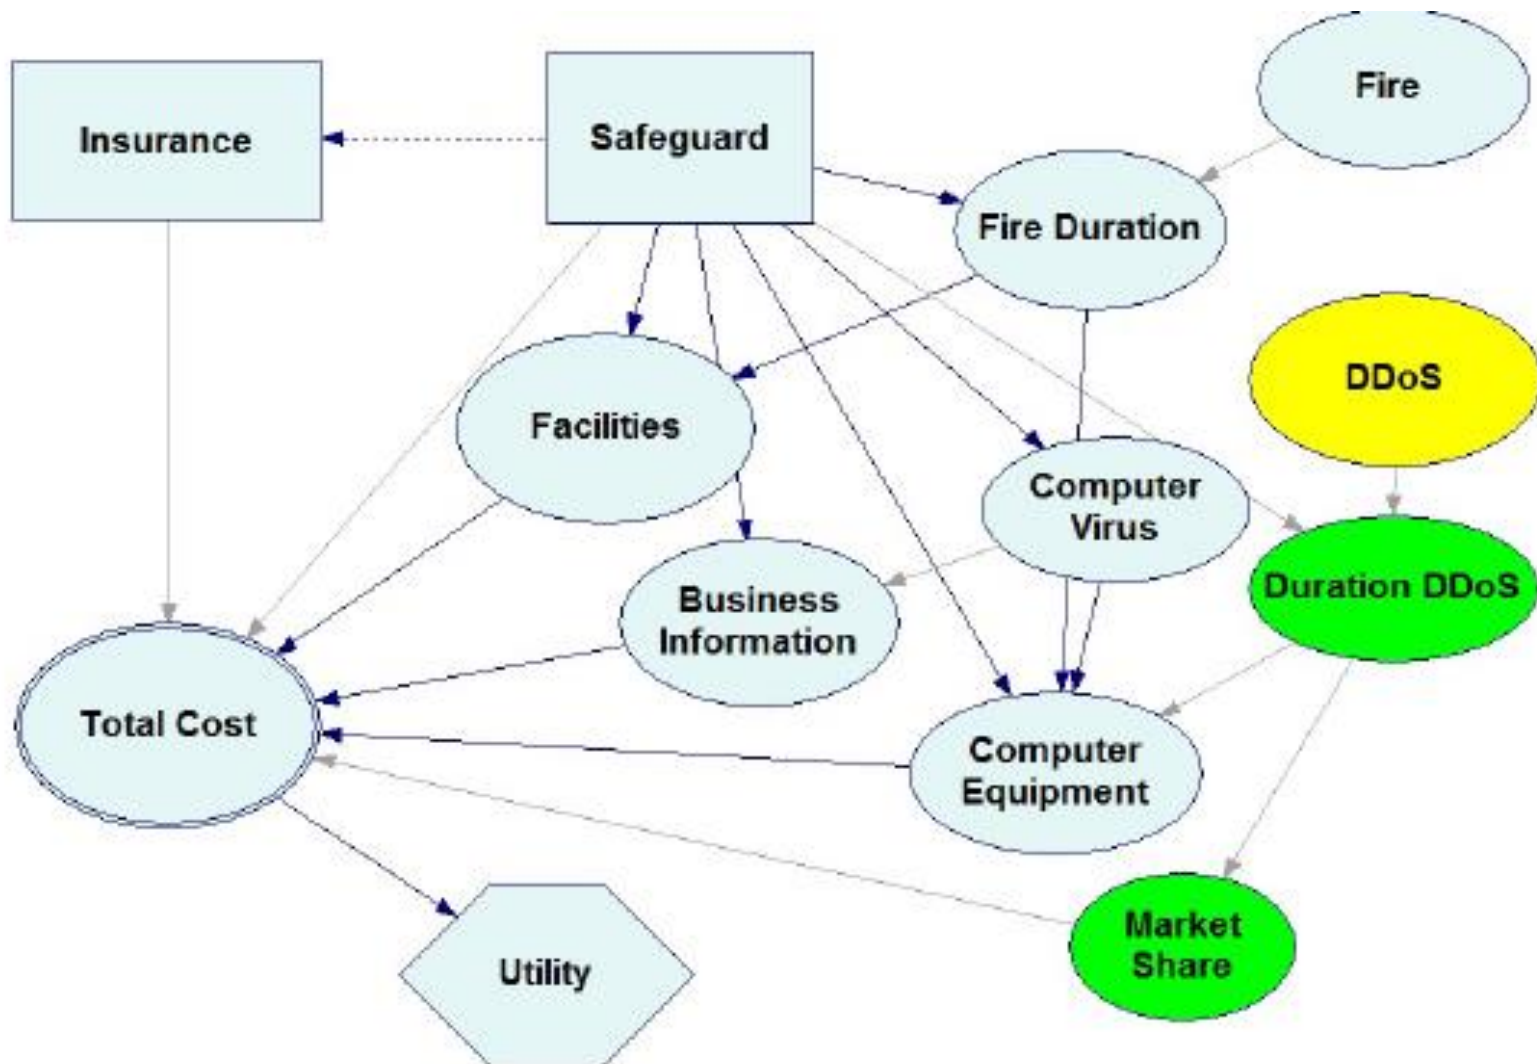 Fire
Insurance
Safeguard
Fire Duration
DDoS
Facilities
Computer
Virus
Duration DDoS
Business
Information
Total Cost
Computer
Equipment
Market
Share
Utility